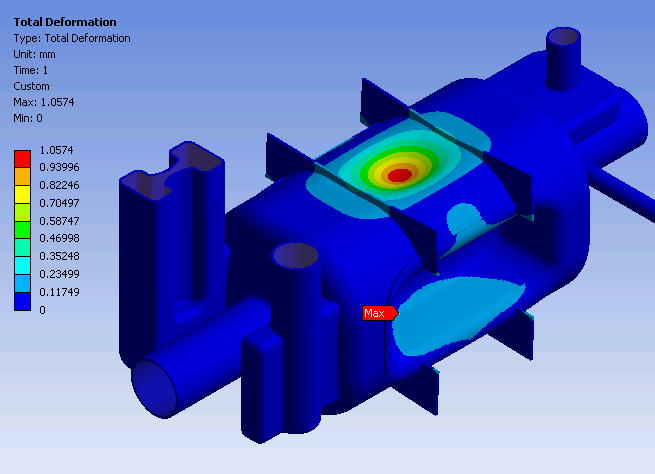 Total Deformation
Type: Total Deformation
Unit: mm
Time: 1
Custom
Max: 1.0574
Min: 0
1.0574
0.93996
0.82246
0.70497
0.58747
0.46998
0.35248
0.23499
0.11749
0
Max